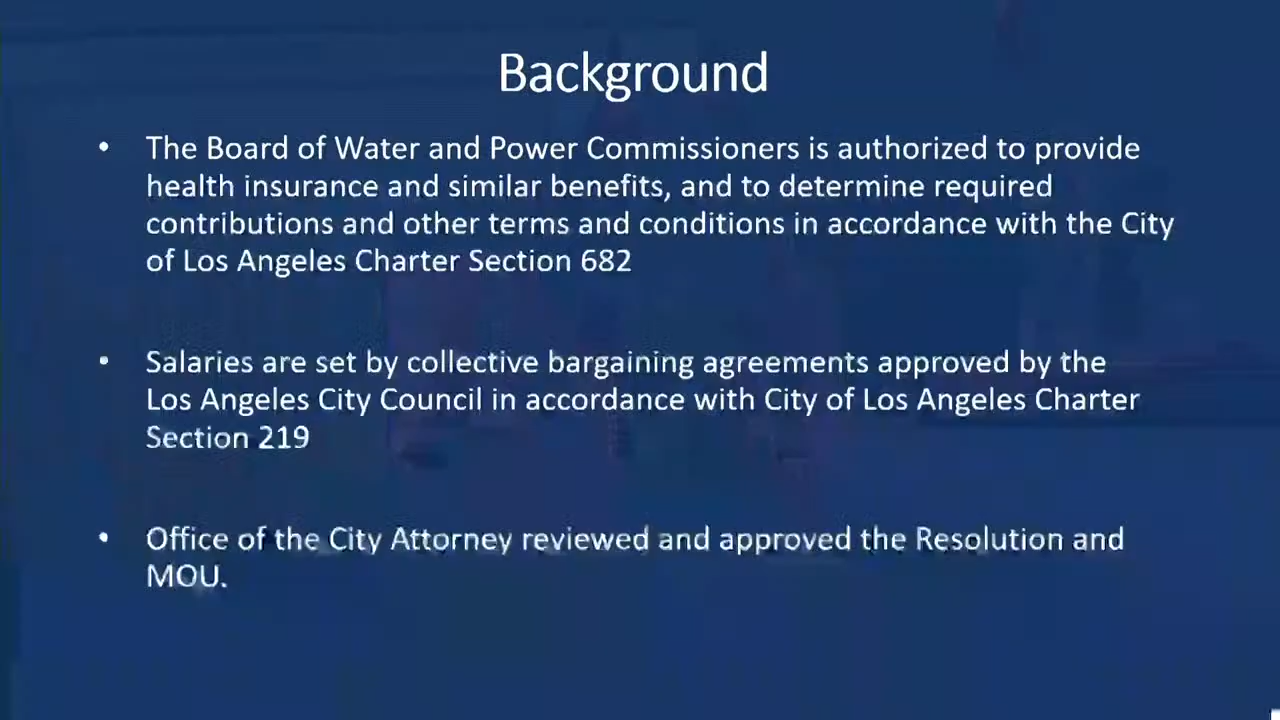 Background
• The Board of Water and Power Commissioners is authorized to provide
health insurance and similar benefits, and to determine required
contributions and other terms and conditions in accordance with the City
of Los Angeles Charter Section 682
• Salaries are set by collective bargaining agreements approved by the
Los Angeles City Council in accordance with City of Los Angeles Charter
Section 219
• Office of the City Attorney reviewed and approved the Resolution and
MOU.